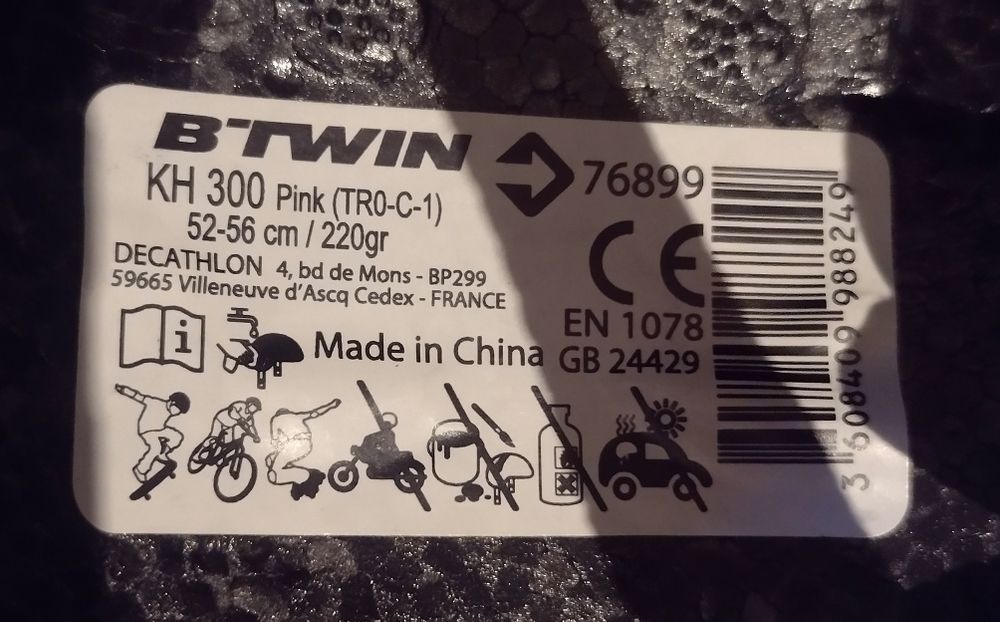 B'TWIN
KH 300 Pink (TR0-C-1)
52-56 cm / 220gr
DECATHLON 4, bd de Mons - BP299
59665 Villeneuve d'Ascq Cedex - FRANCE
i
Made in China
76899
CE
EN 1078
GB 24429
3 608409 988249